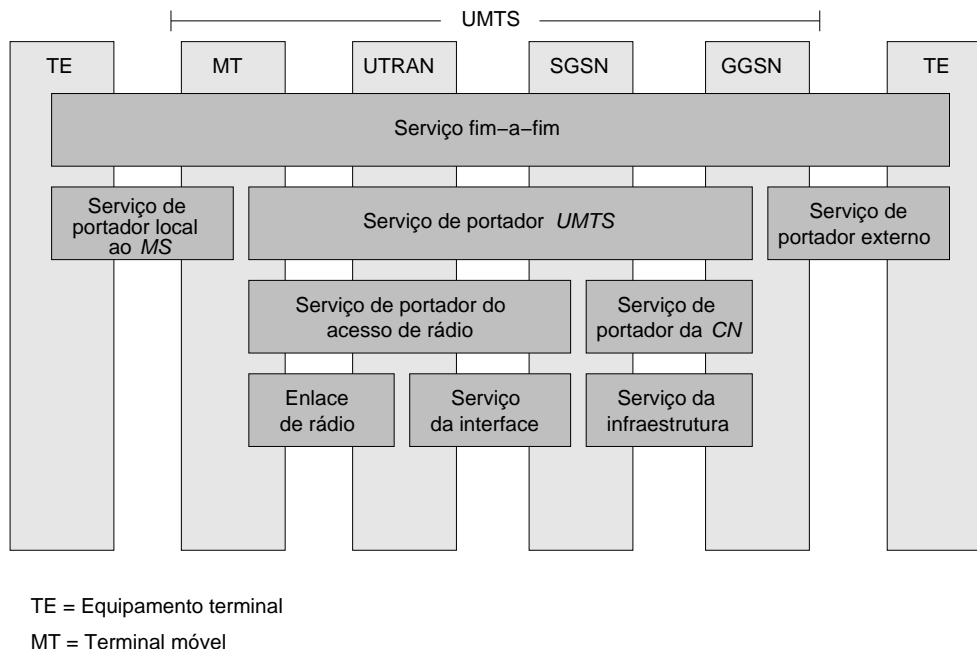 UMTS
TE MT UTRAN SGSN GGSN TE
Serviço fim−a−fim
Serviço de
portador local
ao MS
Serviço de portador UMTS
Serviço de
portador externo
Serviço de portador do
acesso de rádio
Serviço de
portador da CN
Enlace
de rádio
Serviço
da interface
Serviço da
infraestrutura
TE = Equipamento terminal
MT = Terminal móvel